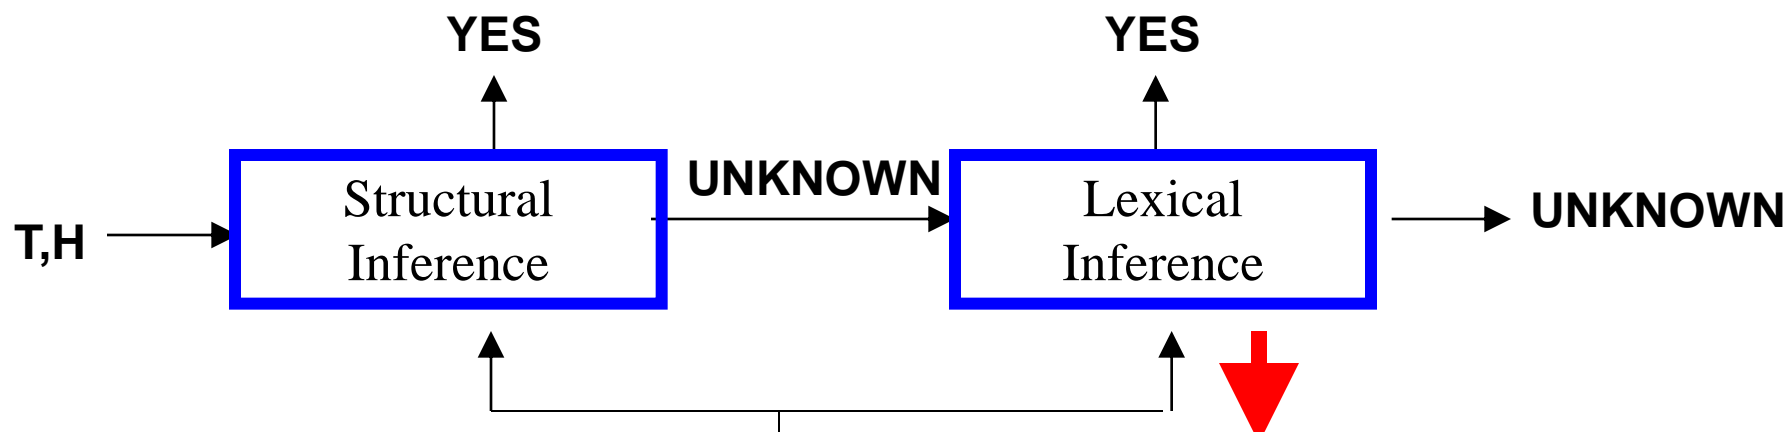 YES
YES
UNKNOWN
Structural
Inference
Lexical
Inference
UNKNOWN
T,H